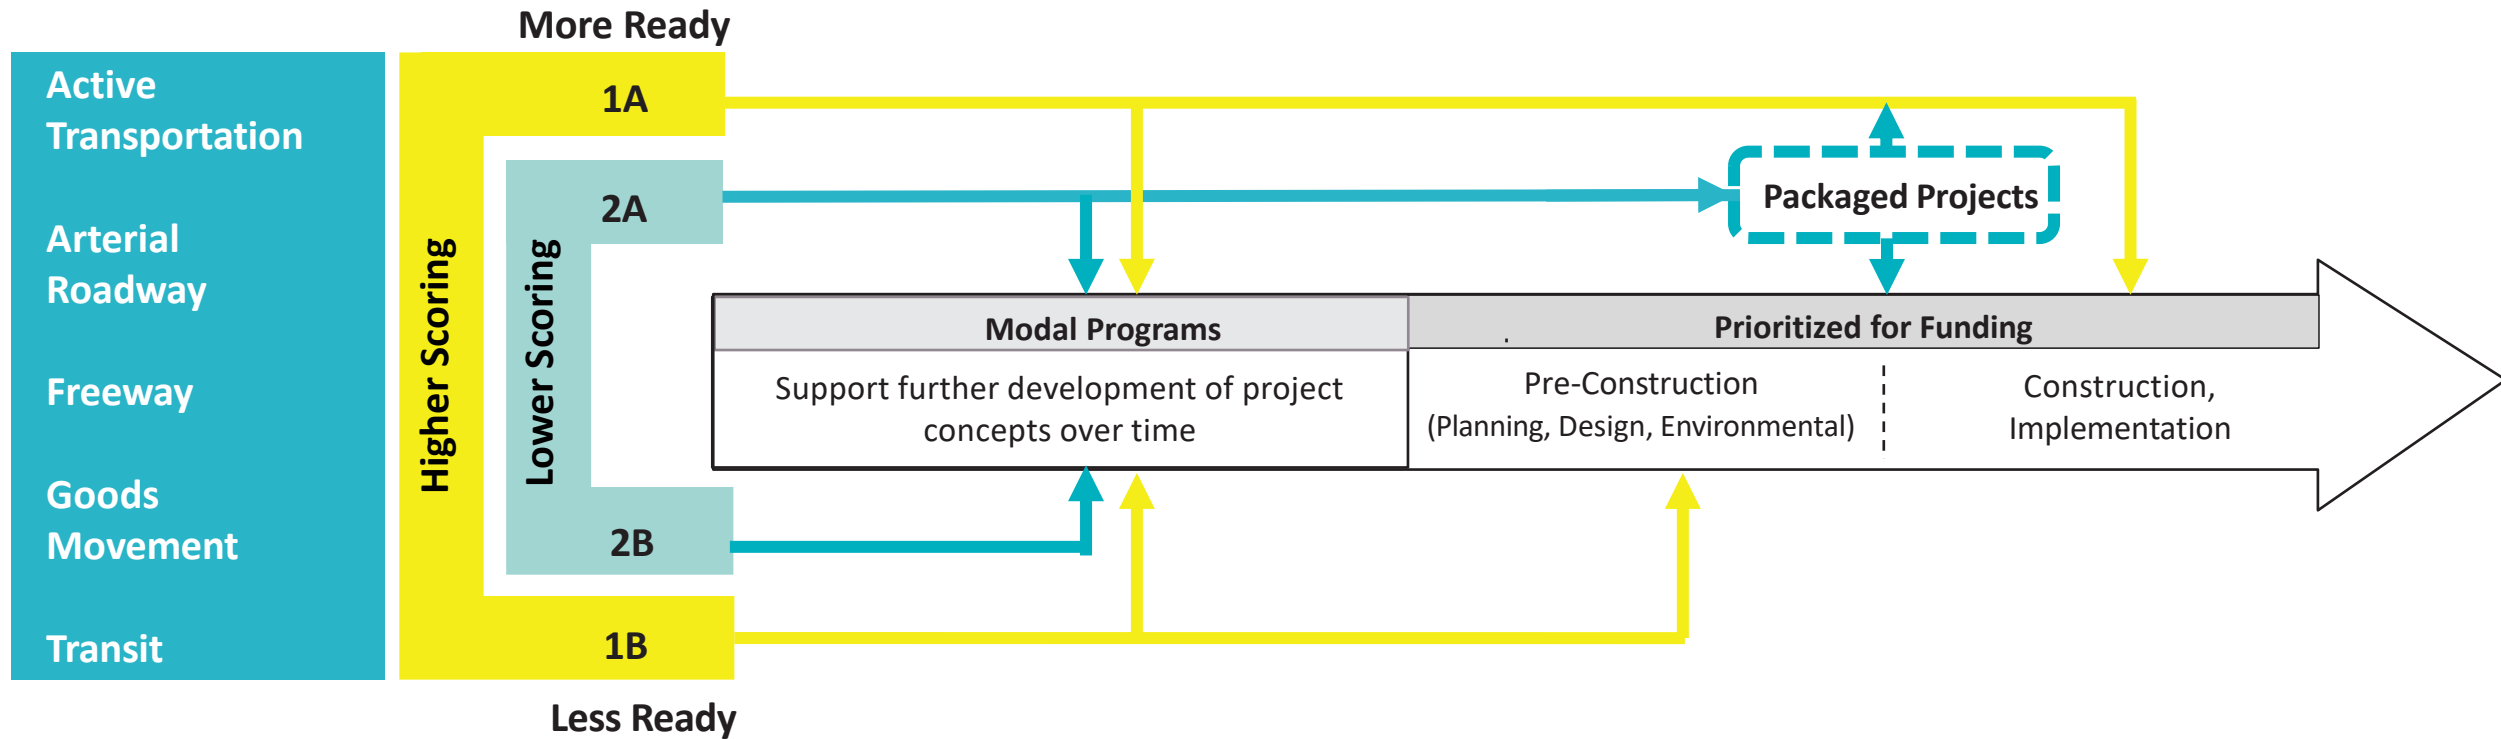 More Ready
Active
Transportation
Arterial
Roadway
Freeway
Goods
Movement
Transit
Higher Scoring
Lower Scoring
1A
2A
2B
1B
Less Ready
Packaged Projects
Modal Programs
Support further development of project
concepts over time
.
Prioritized for Funding
Pre-Construction
(Planning, Design, Environmental)
Construction,
Implementation